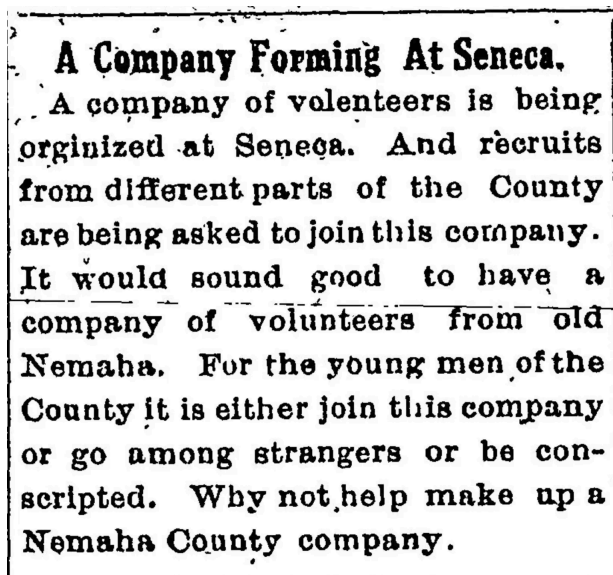 A Company Forming At Seneca.
A company of volenteers is being
orginized at Seneca. And recruits
from different parts of the County
are being asked to join this company.
It would sound good to have a
company of volunteers from old
Nemaha. For the young men of the
County it is either join this company
or go among strangers or be con-
scripted. Why not help make up a
Nemaha County company.